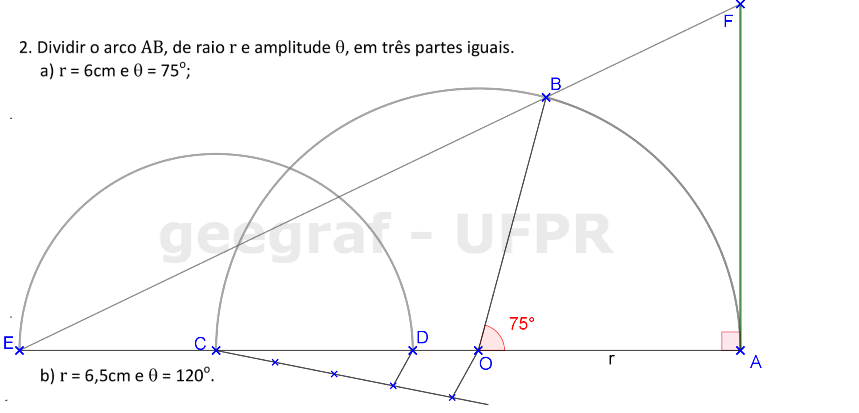 2. Dividir o arco AB, de raio r e amplitude θ, em três partes iguais.
a) r = 6cm e θ = 75°;
F
B
geegraf - UFPR
75°
E
C
D
O
r
A
b) r = 6,5cm e θ = 120°.